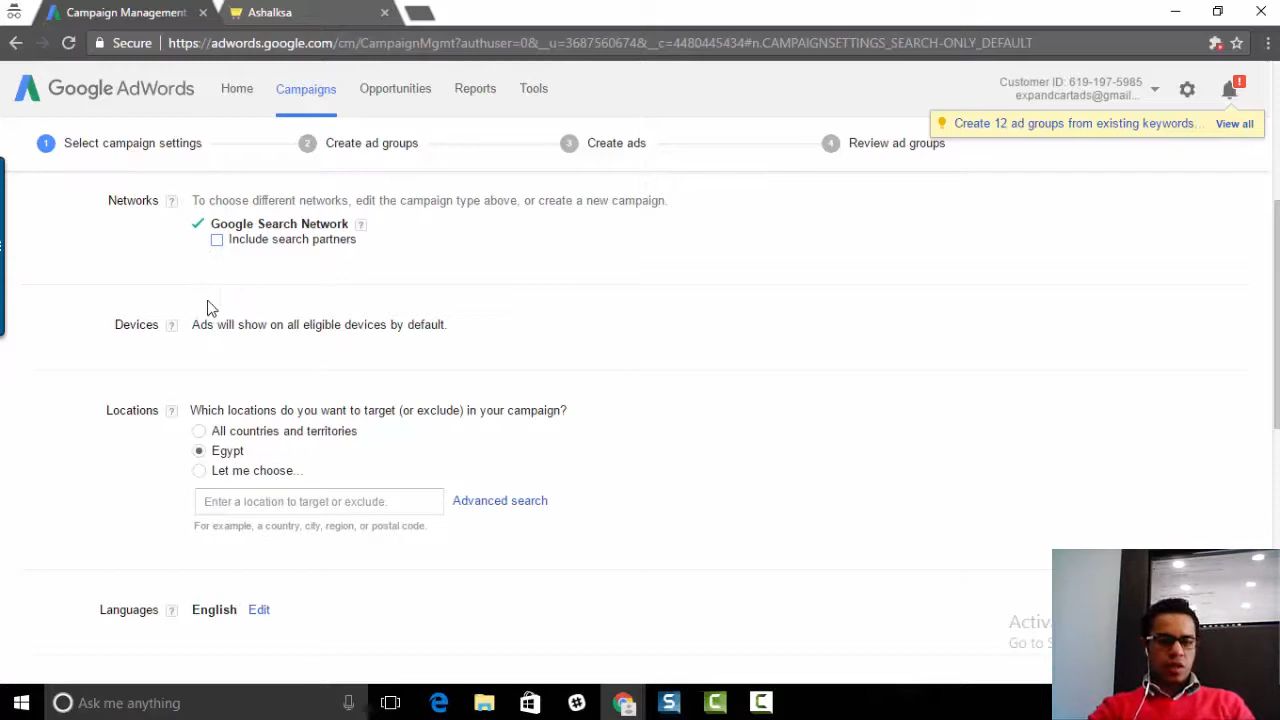 Campaign Management
Ashalksa
Secure
https://adwords.google.com/cm/CampaignMgmt?authuser=0&__u=3687560674&__c=4480445434#n.CAMPAIGNSETTINGS_SEARCH-ONLY_DEFAULT
Google AdWords
Home
Campaigns
Opportunities
Reports
Tools
Customer ID: 619-197-5985
expandcartads@gmail...
!
Create 12 ad groups from existing keywords... View all
1 Select campaign settings
2 Create ad groups
3 Create ads
4 Review ad groups
Networks ? To choose different networks, edit the campaign type above, or create a new campaign.
Google Search Network ?
Include search partners
Devices ? Ads will show on all eligible devices by default.
Locations ? Which locations do you want to target (or exclude) in your campaign?
All countries and territories
Egypt
Let me choose...
Enter a location to target or exclude. Advanced search
For example, a country, city, region, or postal code.
Languages ? English Edit
Go to
Ask me anything